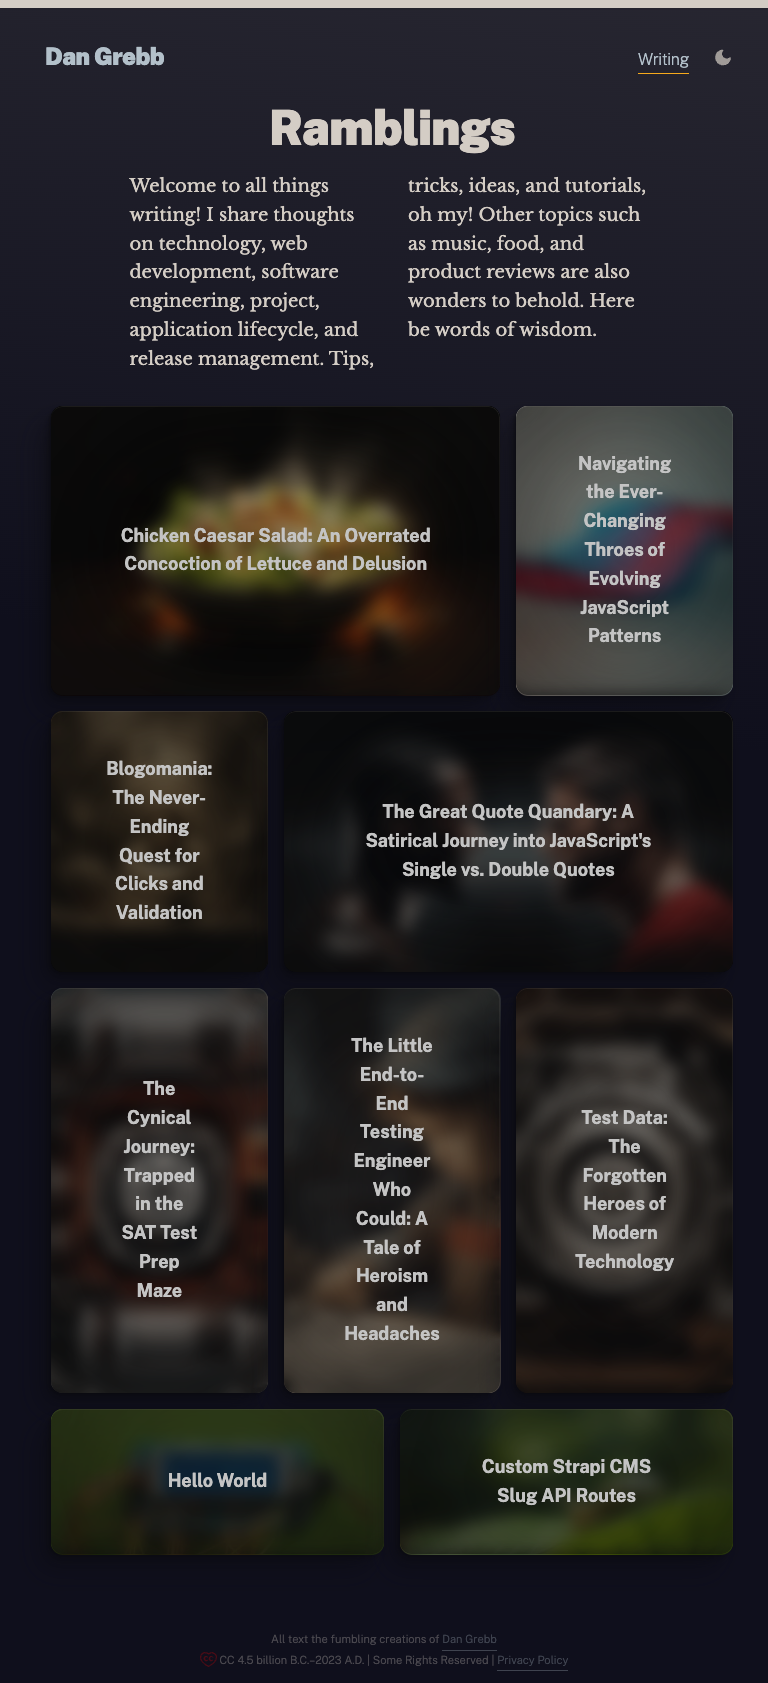 Dan Grebb
Writing
Ramblings
Welcome to all things
writing! I share thoughts
on technology, web
development, software
engineering, project,
application lifecycle, and
release management. Tips,
tricks, ideas, and tutorials,
oh my! Other topics such
as music, food, and
product reviews are also
wonders to behold. Here
be words of wisdom.
Chicken Caesar Salad: An Overrated
Concoction of Lettuce and Delusion
Navigating
the Ever-
Changing
Throes of
Evolving
JavaScript
Patterns
Blogomania:
The Never-
Ending
Quest for
Clicks and
Validation
The Great Quote Quandary: A
Satirical Journey into JavaScript's
Single vs. Double Quotes
The
Cynical
Journey:
Trapped
in the
SAT Test
Prep
Maze
The Little
End-to-
End
Testing
Engineer
Who
Could: A
Tale of
Heroism
and
Headaches
Test Data:
The
Forgotten
Heroes of
Modern
Technology
Hello World
Custom Strapi CMS
Slug API Routes
All text the fumbling creations of Dan Grebb
CC 4.5 billion B.C.–2023 A.D. | Some Rights Reserved | Privacy Policy